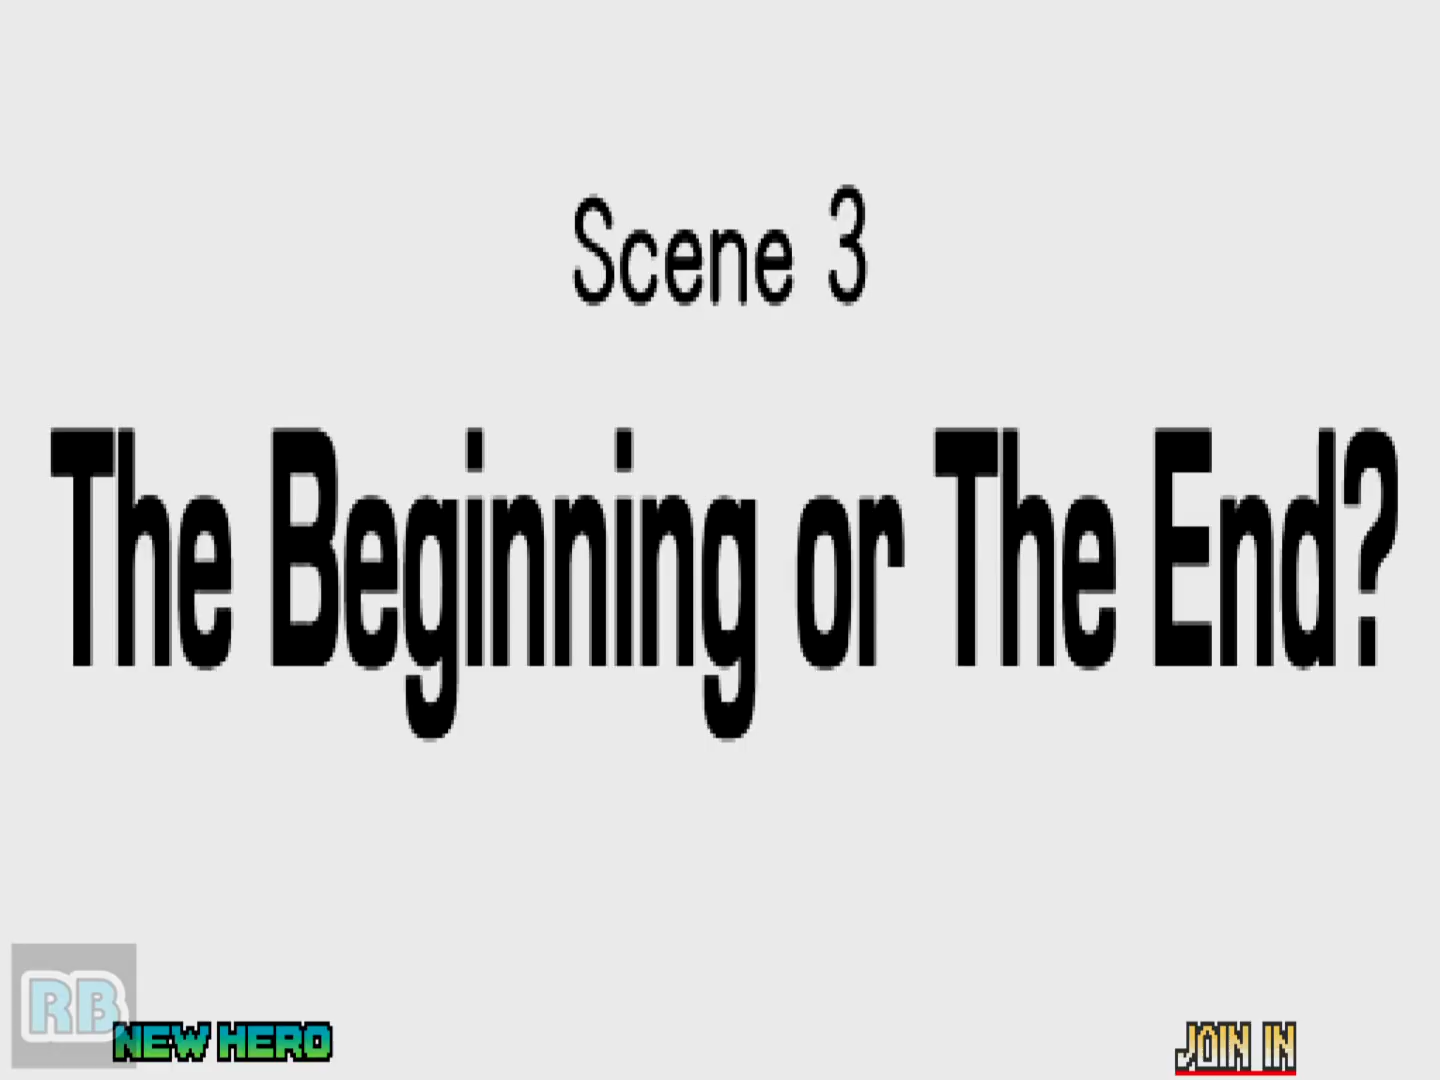 Scene 3
The Beginning or The End?
RB
NEW HERO
JOIN IN